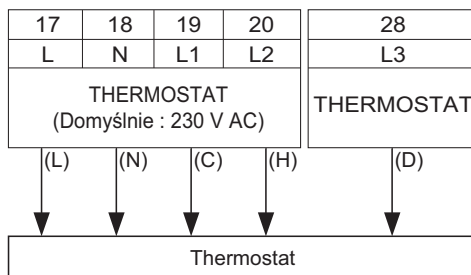 17 18 19 20 28
L N L1 L2 L3
THERMOSTAT
(Domyślnie : 230 V AC)
THERMOSTAT
(L) (N) (C) (H) (D)
Thermostat